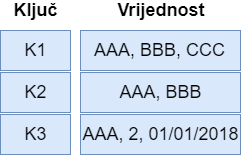 Ključ Vrijednost
K1 AAA, BBB, CCC
K2 AAA, BBB
K3 AAA, 2, 01/01/2018